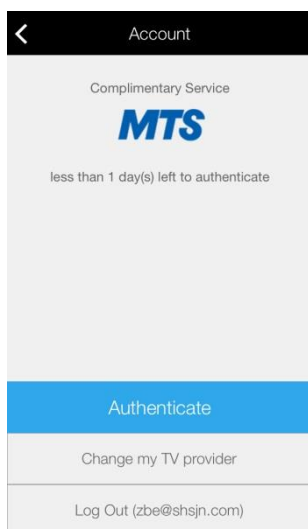 Account
Complimentary Service
MTS
less than 1 day(s) left to authenticate
Authenticate
Change my TV provider
Log Out (zbe@shsjn.com)